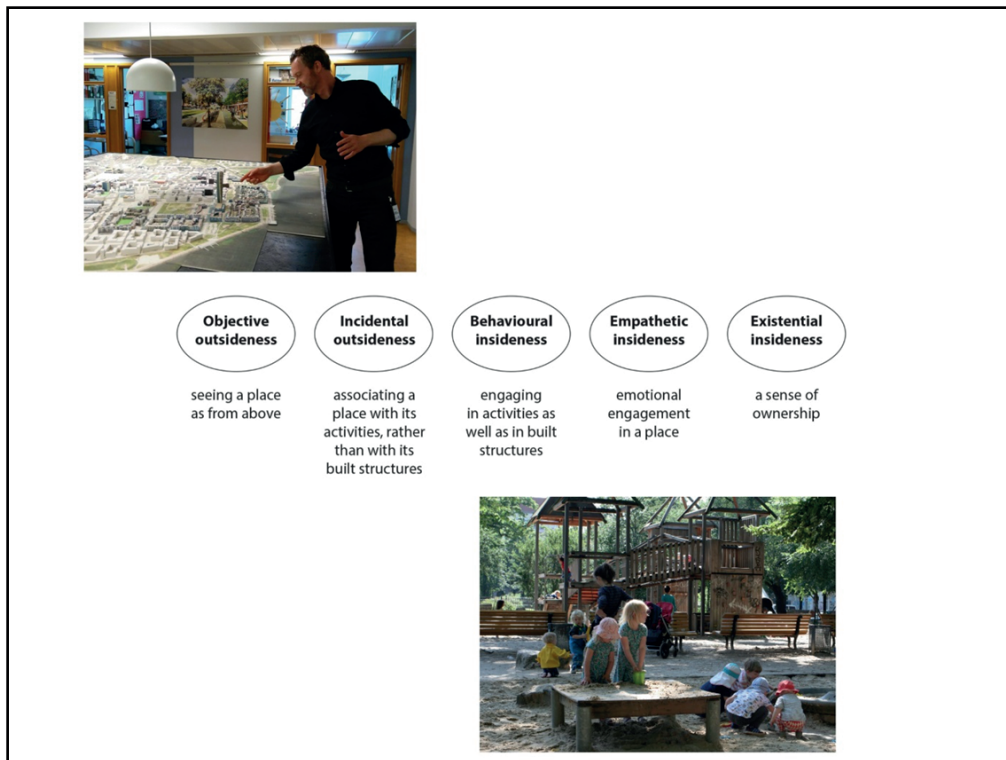 Objective
outsideness
Incidental
outsideness
Behavioural
insideness
Empathetic
insideness
Existential
insideness
seeing a place
as from above
associating a
place with its
activities, rather
than with its
built structures
engaging
in activities as
well as in built
structures
emotional
engagement
in a place
a sense of
ownership